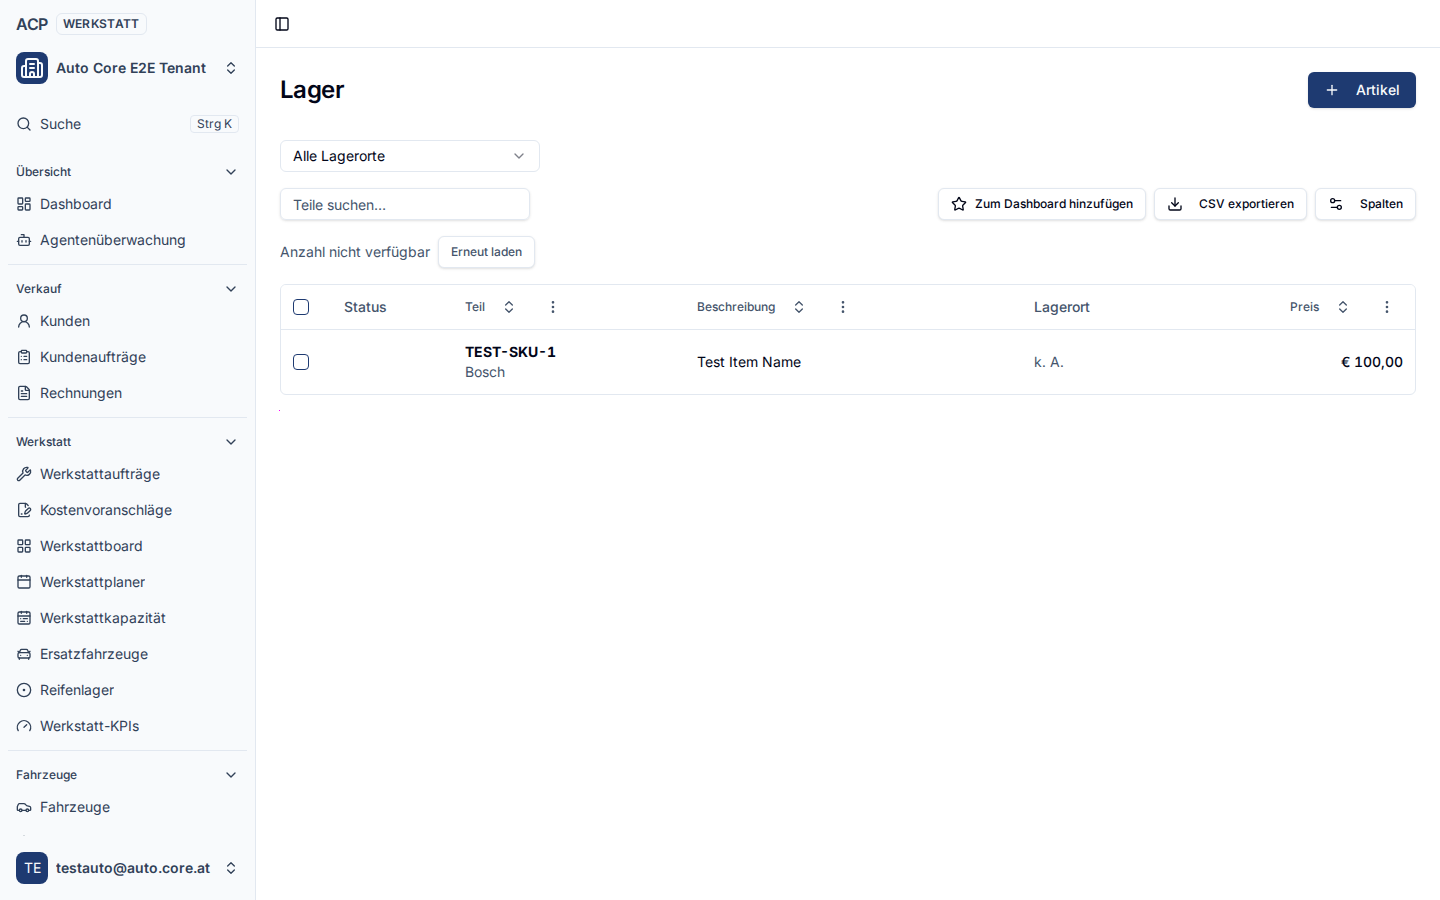 ACP WERKSTATT
Auto Core E2E Tenant
Suche Strg K
Übersicht
Dashboard
Agentenüberwachung
Verkauf
Kunden
Kundenaufträge
Rechnungen
Werkstatt
Werkstattaufträge
Kostenvoranschläge
Werkstattboard
Werkstattplaner
Werkstattkapazität
Ersatzfahrzeuge
Reifenlager
Werkstatt-KPIs
Fahrzeuge
Fahrzeuge
TE testauto@auto.core.at
Lager
Artikel
Alle Lagerorte
Teile suchen...
Zum Dashboard hinzufügen CSV exportieren Spalten
Anzahl nicht verfügbar Erneut laden
Status Teil Beschreibung Lagerort Preis
TEST-SKU-1
Bosch
Test Item Name k. A. € 100,00